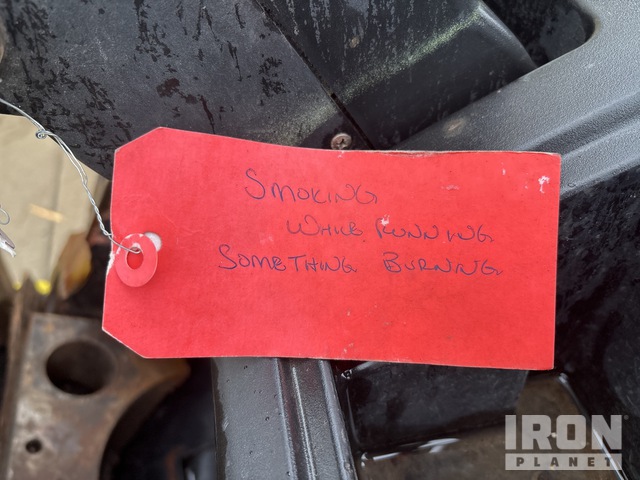 SMOKING
WHILE RUNNING
SOMETHING BURNING
IRON
PLANET